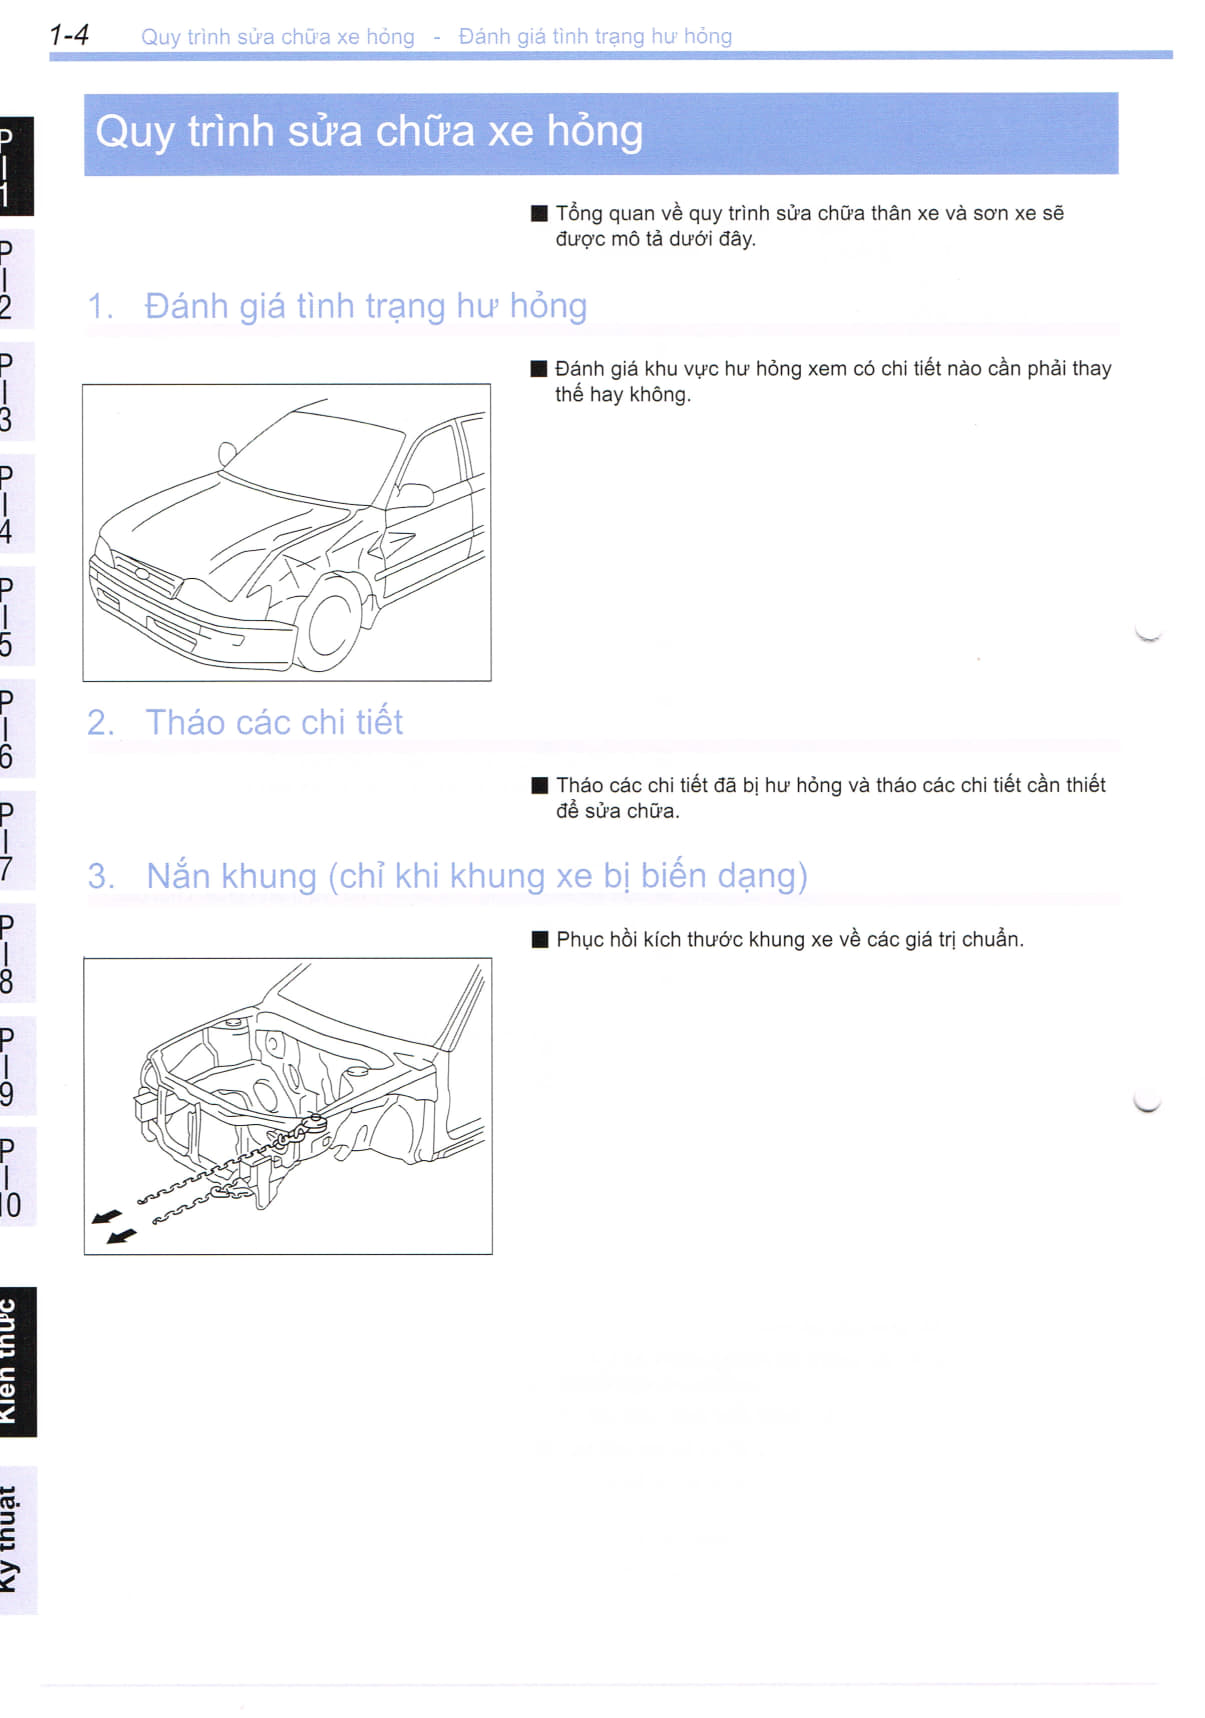 1-4 Quy trình sửa chữa xe hỏng - Đánh giá tình trạng hư hỏng
Quy trình sửa chữa xe hỏng
■ Tổng quan về quy trình sửa chữa thân xe và sơn xe sẽ
được mô tả dưới đây.
1. Đánh giá tình trạng hư hỏng
■ Đánh giá khu vực hư hỏng xem có chi tiết nào cần phải thay
thế hay không.
2. Tháo các chi tiết
■ Tháo các chi tiết đã bị hư hỏng và tháo các chi tiết cần thiết
để sửa chữa.
3. Nắn khung (chỉ khi khung xe bị biến dạng)
■ Phục hồi kích thước khung xe về các giá trị chuẩn.
P
|
1
P
|
2
P
|
3
P
|
4
P
|
5
P
|
6
P
|
7
P
|
8
P
|
9
P
|
10
Kiến thức
Kỹ thuật